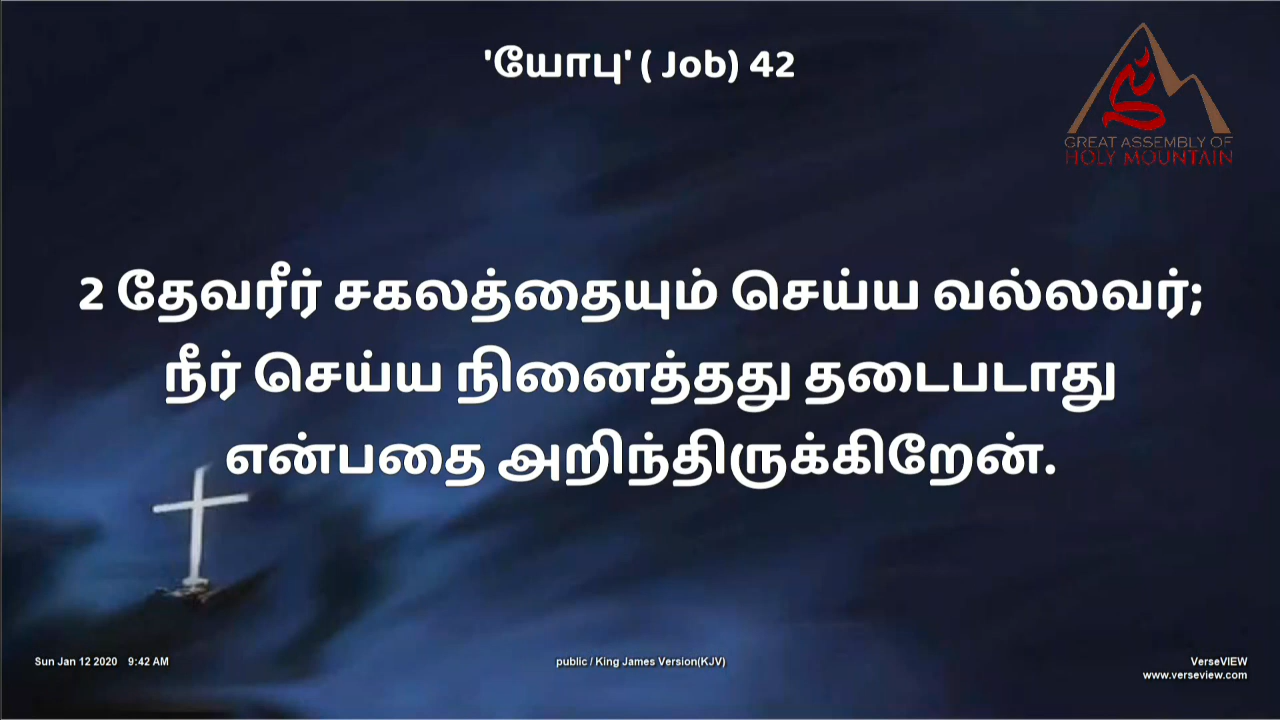 'யோபு' ( Job) 42
GREAT ASSEMBLY OF
HOLY MOUNTAIN
2 தேவரீர் சகலத்தையும் செய்ய வல்லவர்;
நீர் செய்ய நினைத்தது தடைபடாது
என்பதை அறிந்திருக்கிறேன்.
Sun Jan 12 2020 9:42 AM
public / King James Version(KJV)
VerseVIEW
www.verseview.com